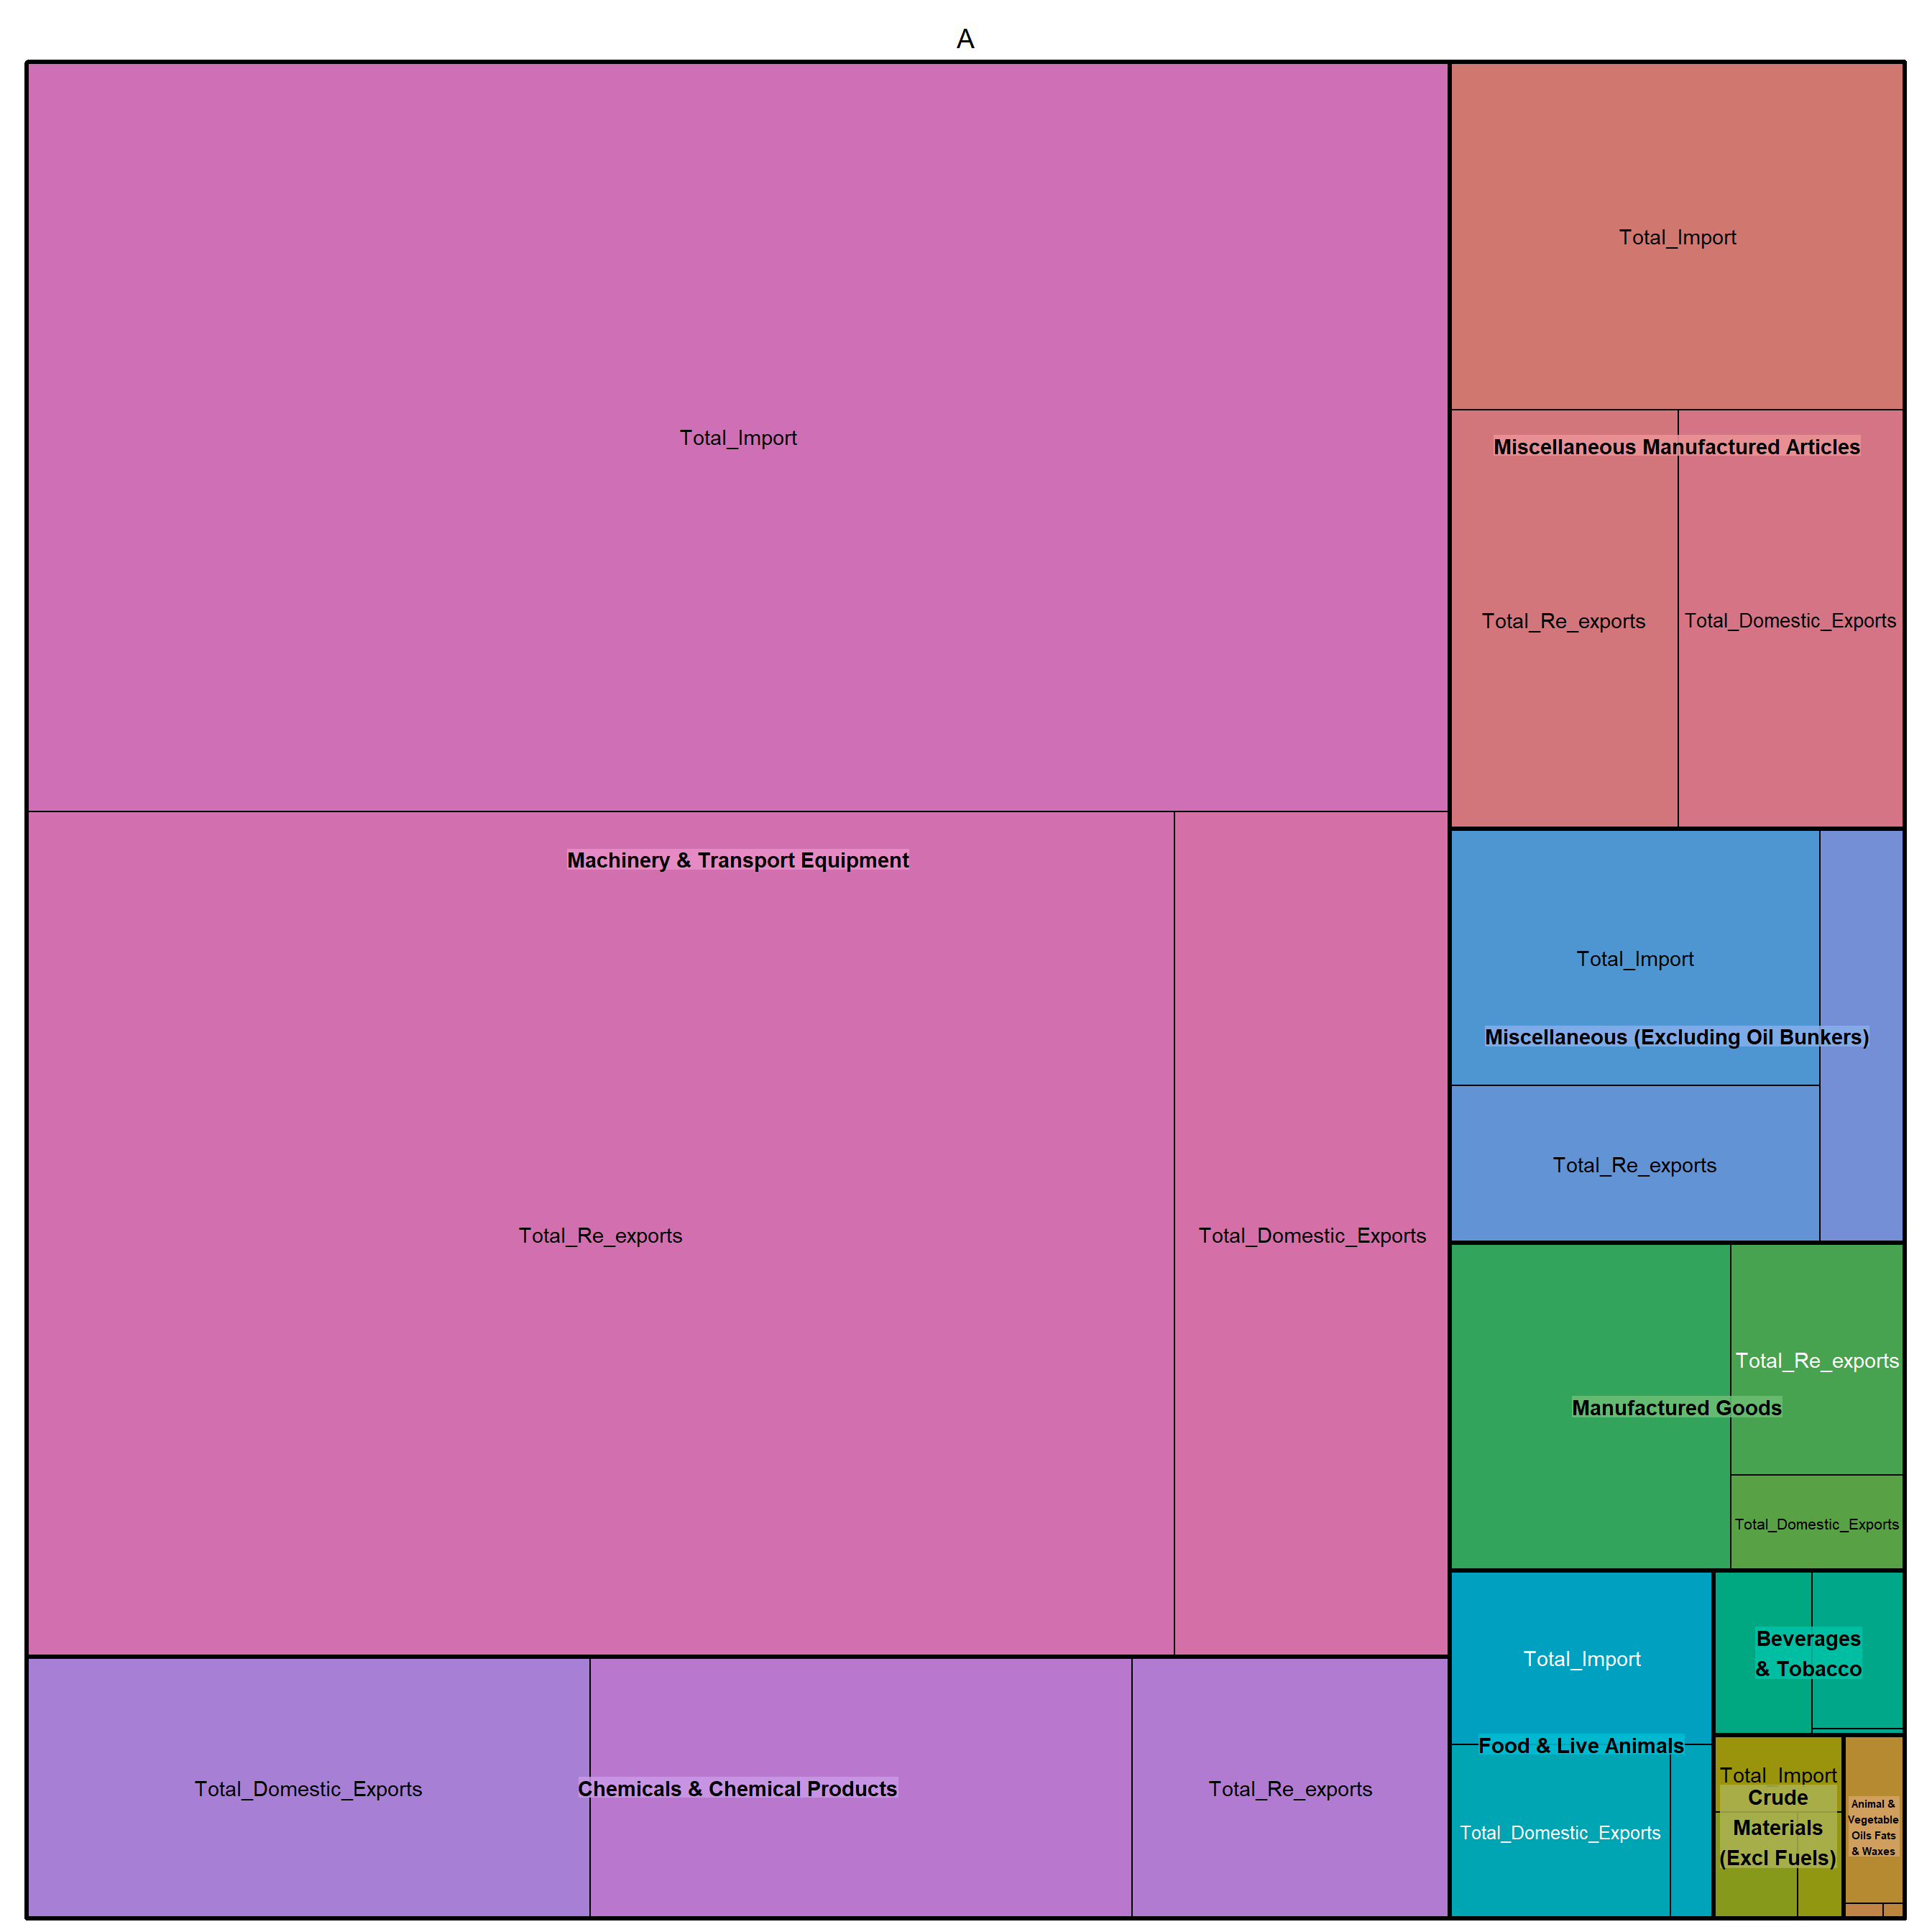 A
Total_Import
Machinery & Transport Equipment
Total_Re_exports
Total_Domestic_Exports
Total_Domestic_Exports
Chemicals & Chemical Products
Total_Re_exports
Total_Import
Miscellaneous Manufactured Articles
Total_Re_exports
Total_Domestic_Exports
Total_Import
Miscellaneous (Excluding Oil Bunkers)
Total_Re_exports
Total_Re_exports
Manufactured Goods
Total_Domestic_Exports
Total_Import
Food & Live Animals
Total_Domestic_Exports
Beverages
& Tobacco
Total_Import
Crude
Materials
(Excl Fuels)
Animal &
Vegetable
Oils Fats
& Waxes